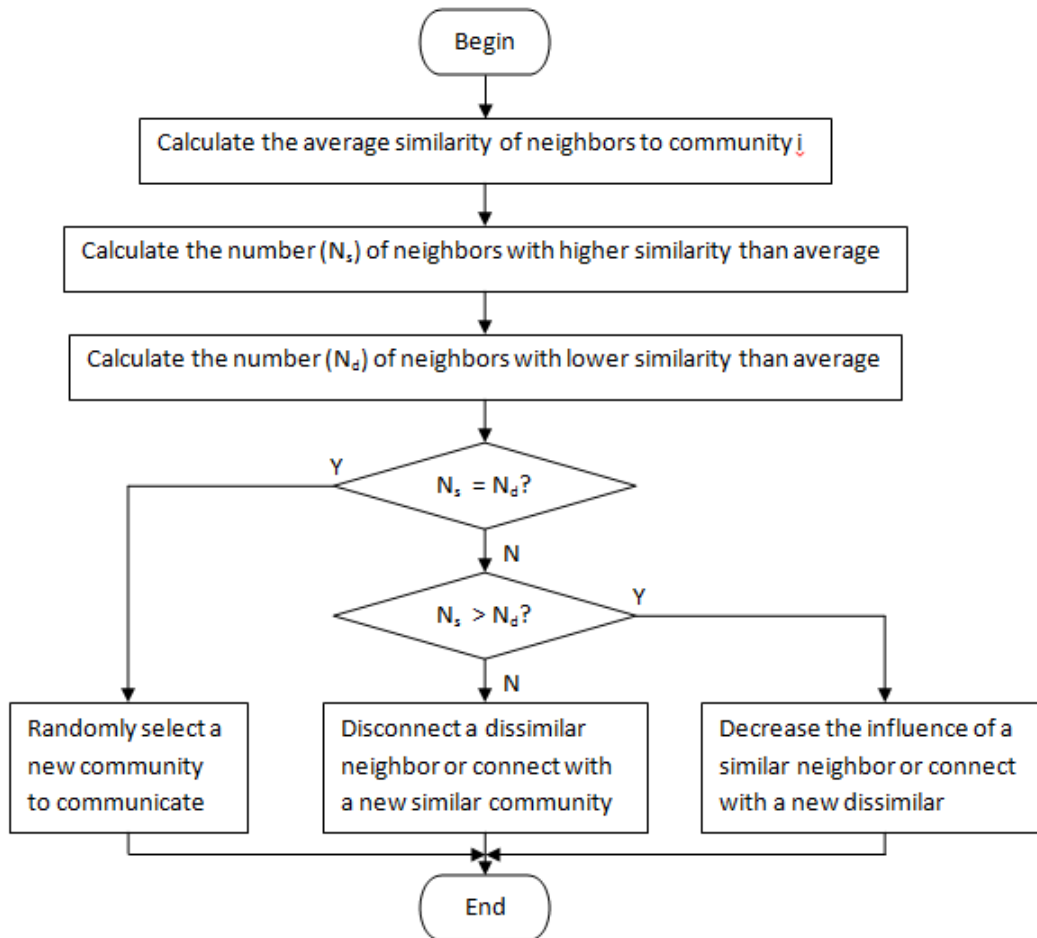 Begin
Calculate the average similarity of neighbors to community i
Calculate the number (Nₛ) of neighbors with higher similarity than average
Calculate the number (N_d) of neighbors with lower similarity than average
Y
Nₛ = N_d?
N
Y
Nₛ > N_d?
N
Randomly select a
new community
to communicate
Disconnect a dissimilar
neighbor or connect with
a new similar community
Decrease the influence of a
similar neighbor or connect
with a new dissimilar
End